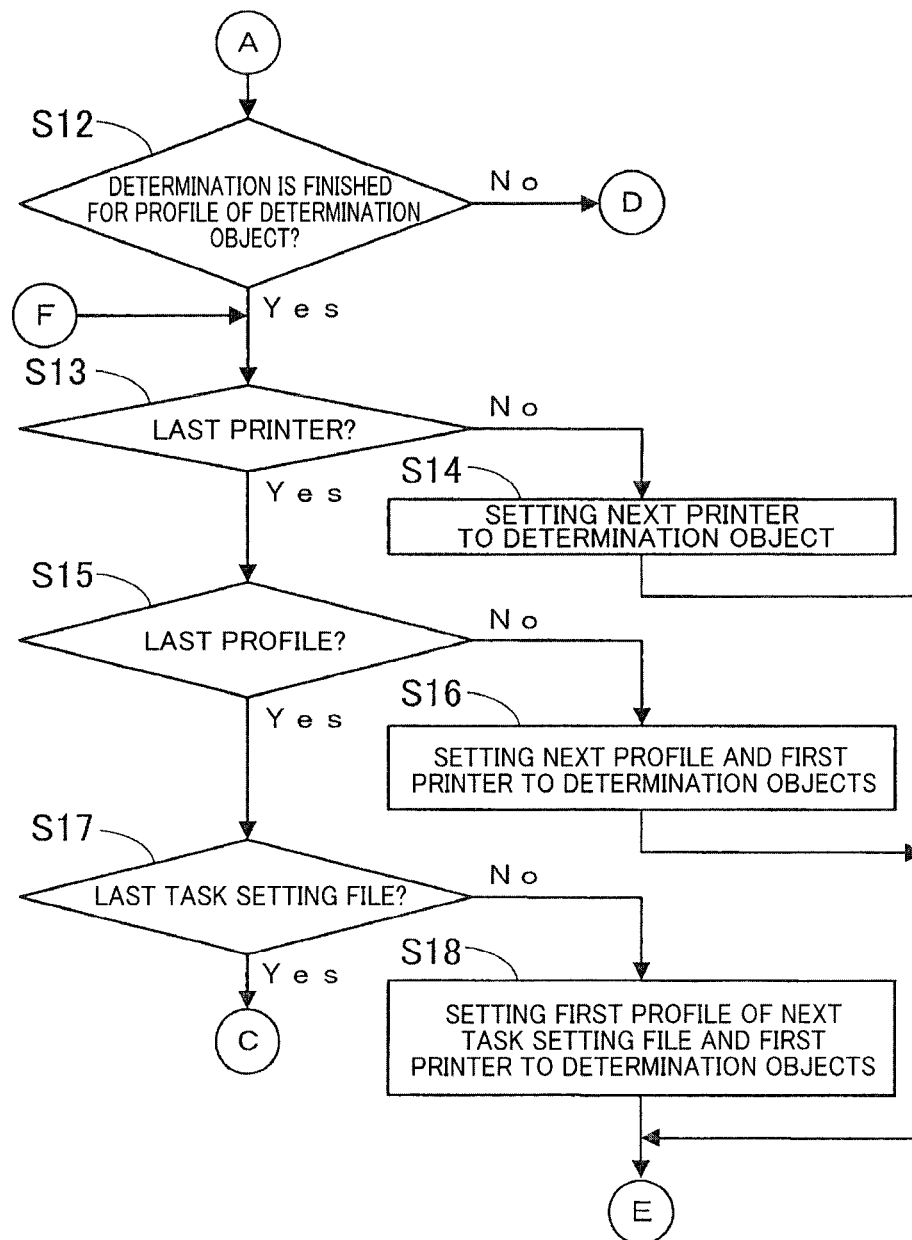 A
S12
DETERMINATION IS FINISHED
FOR PROFILE OF DETERMINATION
OBJECT?
No
D
Yes
F
S13
LAST PRINTER?
No
Yes
S14
SETTING NEXT PRINTER
TO DETERMINATION OBJECT
S15
LAST PROFILE?
No
Yes
S16
SETTING NEXT PROFILE AND FIRST
PRINTER TO DETERMINATION OBJECTS
S17
LAST TASK SETTING FILE?
No
Yes
C
S18
SETTING FIRST PROFILE OF NEXT
TASK SETTING FILE AND FIRST
PRINTER TO DETERMINATION OBJECTS
E